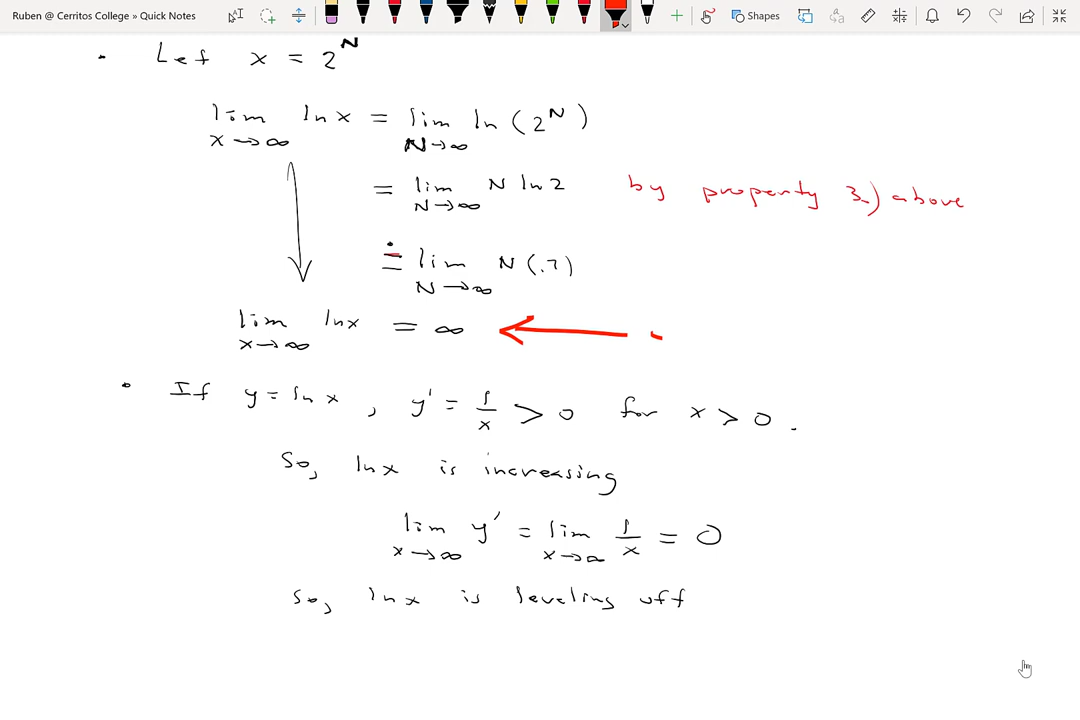 Ruben @ Cerritos College » Quick Notes Shapes
• Let x = 2^N
lim x→∞ ln x = lim N→∞ ln (2^N)
= lim N→∞ N ln 2 by property 3.) above
≐ lim N→∞ N (.7)
lim x→∞ ln x = ∞
• If y = ln x , y' = 1/x > 0 for x > 0 .
So, ln x is increasing
lim x→∞ y' = lim x→∞ 1/x = 0
So, ln x is leveling off